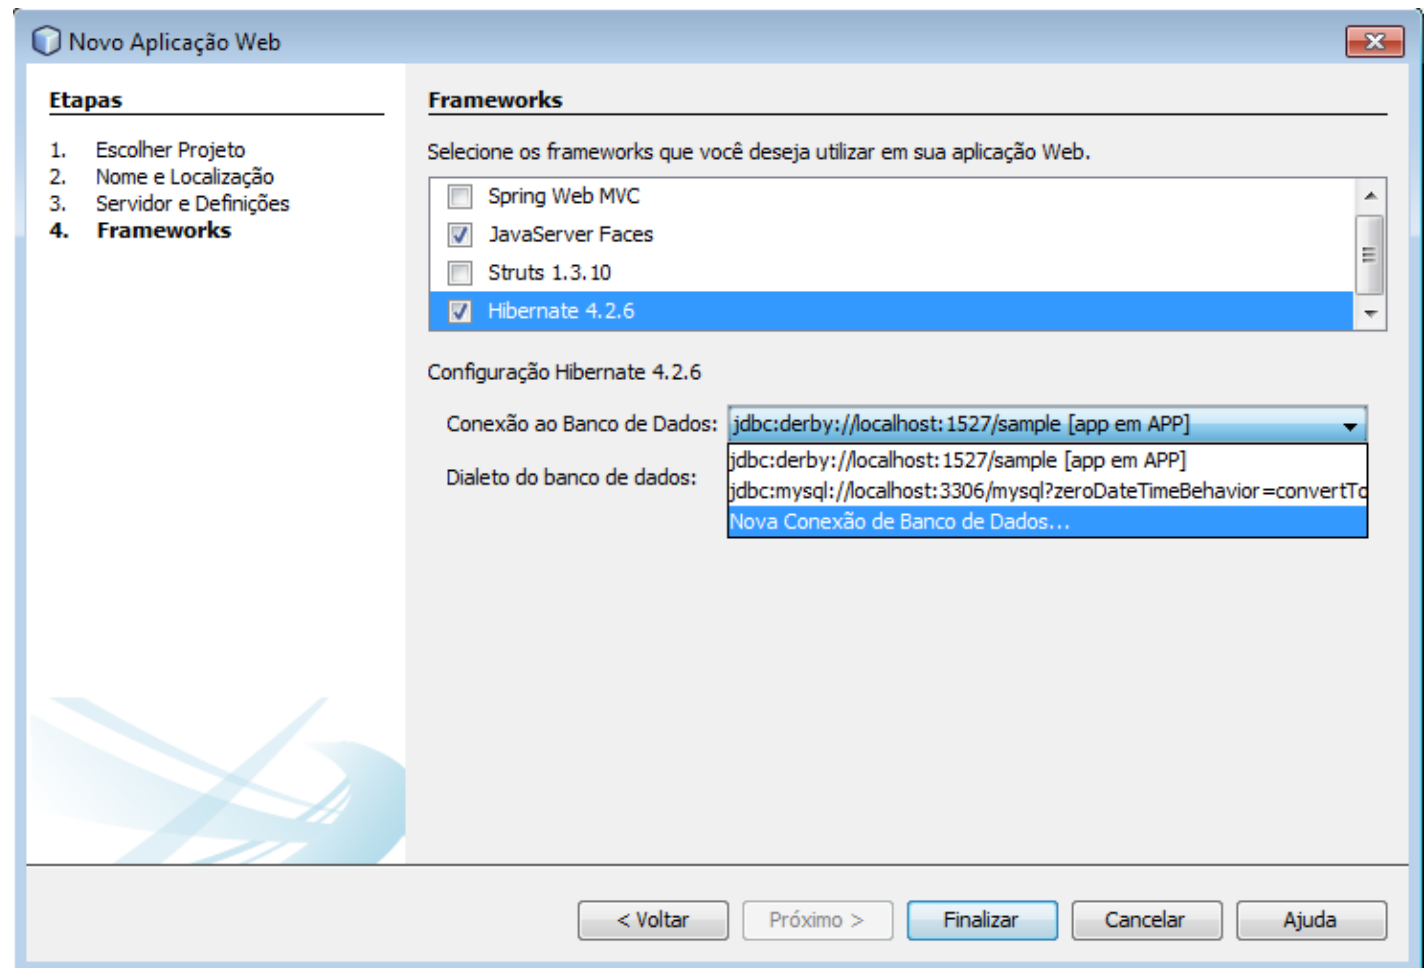 Novo Aplicação Web
Etapas
1. Escolher Projeto
2. Nome e Localização
3. Servidor e Definições
4. Frameworks
Frameworks
Selecione os frameworks que você deseja utilizar em sua aplicação Web.
Spring Web MVC
JavaServer Faces
Struts 1.3.10
Hibernate 4.2.6
Configuração Hibernate 4.2.6
Conexão ao Banco de Dados: jdbc:derby://localhost:1527/sample [app em APP]
jdbc:derby://localhost:1527/sample [app em APP]
Dialeto do banco de dados:
jdbc:mysql://localhost:3306/mysql?zeroDateTimeBehavior=convertTo
Nova Conexão de Banco de Dados...
< Voltar Próximo > Finalizar Cancelar Ajuda